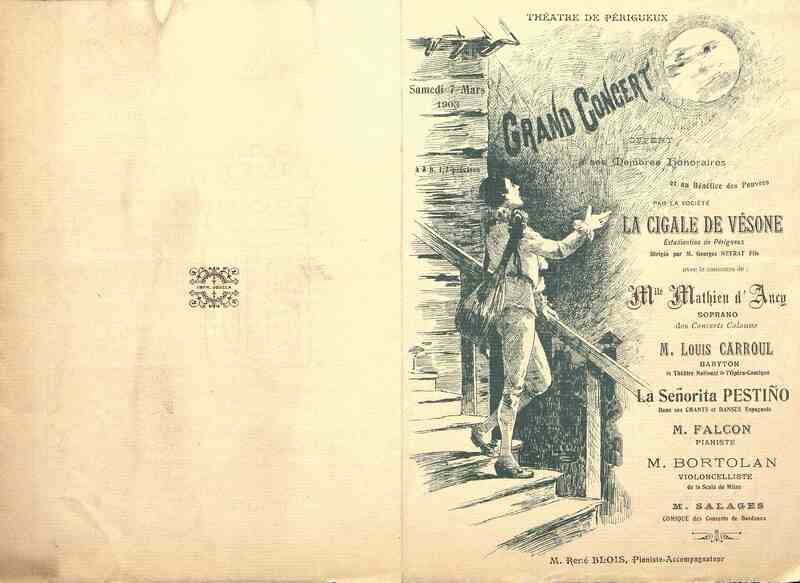 THÉATRE DE PÉRIGUEUX
Samedi 7 Mars
1903
à 8 h. 1/2 précises
GRAND CONCERT
OFFERT
à ses Membres Honoraires
et au Bénéfice des Pauvres
PAR LA SOCIÉTÉ
LA CIGALE DE VÉSONE
Estudiantina de Périgueux
Dirigée par M. Georges NEYRAT Fils
avec le concours de :
Mlle Mathieu d'Ancy
SOPRANO
des Concerts Colonne
M. LOUIS CARROUL
BARYTON
du Théâtre National de l'Opéra-Comique
La Señorita PESTIÑO
Dans ses CHANTS et DANSES Espagnols
M. FALCON
PIANISTE
M. BORTOLAN
VIOLONCELLISTE
de la Scala de Milan
M. SALAGES
COMIQUE des Concerts de Bordeaux
M. René BLOIS, Pianiste-Accompagnateur